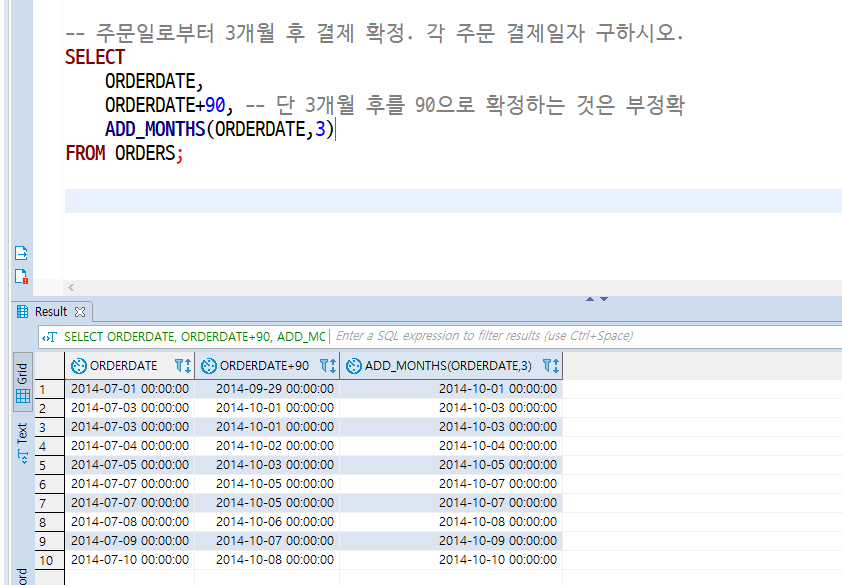 -- 주문일로부터 3개월 후 결제 확정. 각 주문 결제일자 구하시오.
SELECT
ORDERDATE,
ORDERDATE+90, -- 단 3개월 후를 90으로 확정하는 것은 부정확
ADD_MONTHS(ORDERDATE,3)
FROM ORDERS;
Result
SELECT ORDERDATE, ORDERDATE+90, ADD_MC Enter a SQL expression to filter results (use Ctrl+Space)
Grid
Text
ORDERDATE ORDERDATE+90 ADD_MONTHS(ORDERDATE,3)
1 2014-07-01 00:00:00 2014-09-29 00:00:00 2014-10-01 00:00:00
2 2014-07-03 00:00:00 2014-10-01 00:00:00 2014-10-03 00:00:00
3 2014-07-03 00:00:00 2014-10-01 00:00:00 2014-10-03 00:00:00
4 2014-07-04 00:00:00 2014-10-02 00:00:00 2014-10-04 00:00:00
5 2014-07-05 00:00:00 2014-10-03 00:00:00 2014-10-05 00:00:00
6 2014-07-07 00:00:00 2014-10-05 00:00:00 2014-10-07 00:00:00
7 2014-07-07 00:00:00 2014-10-05 00:00:00 2014-10-07 00:00:00
8 2014-07-08 00:00:00 2014-10-06 00:00:00 2014-10-08 00:00:00
9 2014-07-09 00:00:00 2014-10-07 00:00:00 2014-10-09 00:00:00
10 2014-07-10 00:00:00 2014-10-08 00:00:00 2014-10-10 00:00:00